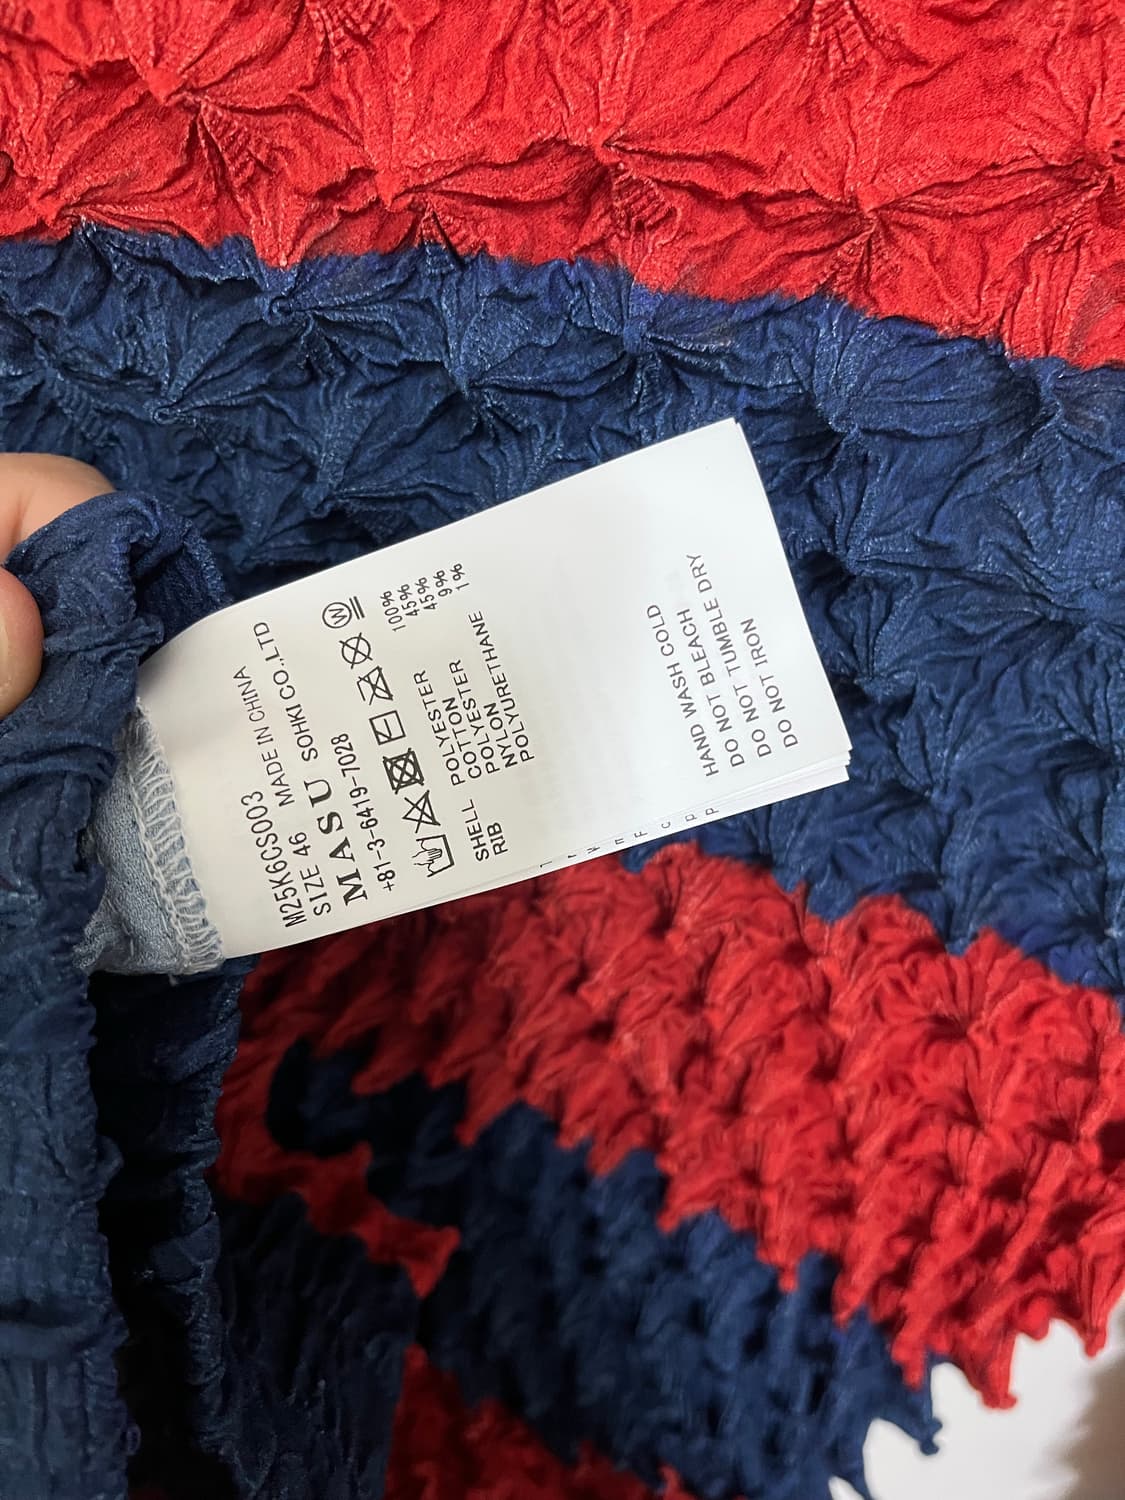 M25K6CS003
SIZE 46 MADE IN CHINA
MASU SOHKI CO.,LTD
+81-3-6419-7028
W
SHELL POLYESTER 100%
RIB COTTON 45%
POLYESTER 45%
NYLON 9%
POLYURETHANE 1%
HAND WASH COLD
DO NOT BLEACH
DO NOT TUMBLE DRY
DO NOT IRON